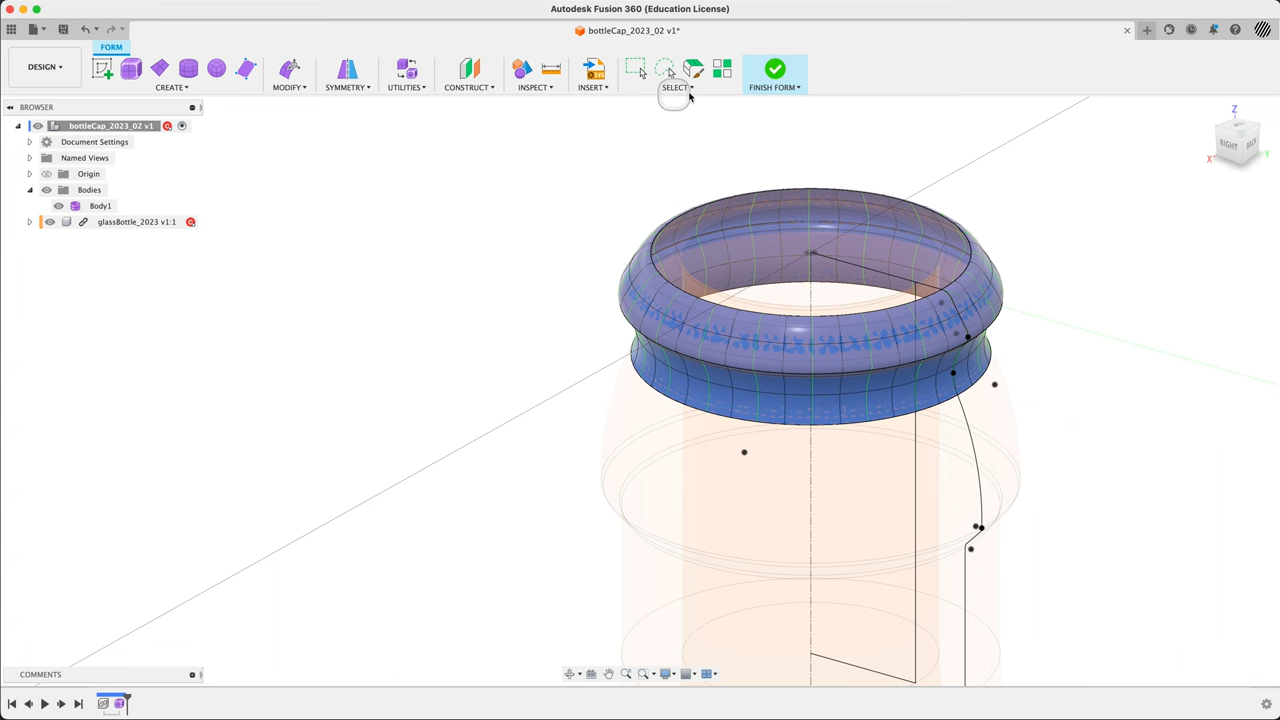 Autodesk Fusion 360 (Education License)
bottleCap_2023_02 v1*
FORM
DESIGN
CREATE
MODIFY
SYMMETRY
UTILITIES
CONSTRUCT
INSPECT
INSERT
SELECT
FINISH FORM
BROWSER
bottleCap_2023_02 v1
Document Settings
Named Views
Origin
Bodies
Body1
glassBottle_2023 v1:1
Z
RIGHT
BACK
X
Y
COMMENTS